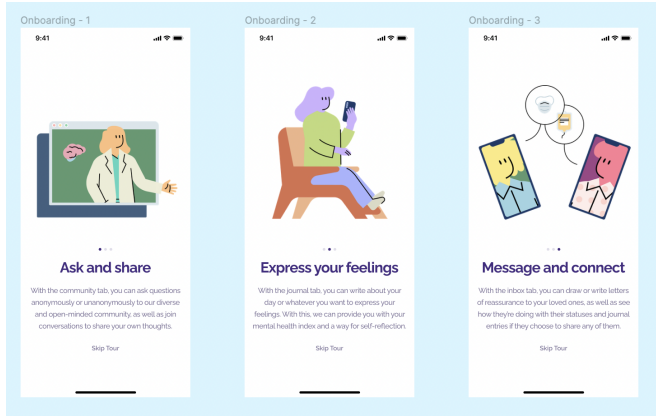 Onboarding - 1
9:41
Ask and share
With the community tab, you can ask questions
anonymously or unanonymously to our diverse
and open-minded community, as well as join
conversations to share your own thoughts.
Skip Tour
Onboarding - 2
9:41
Express your feelings
With the journal tab, you can write about your
day or whatever you want to express your
feelings. With this, we can provide you with your
mental health index and a way for self-reflection.
Skip Tour
Onboarding - 3
9:41
Message and connect
With the inbox tab, you can draw or write letters
of reassurance to your loved ones, as well as see
how they're doing with their statuses and journal
entries if they choose to share any of them.
Skip Tour